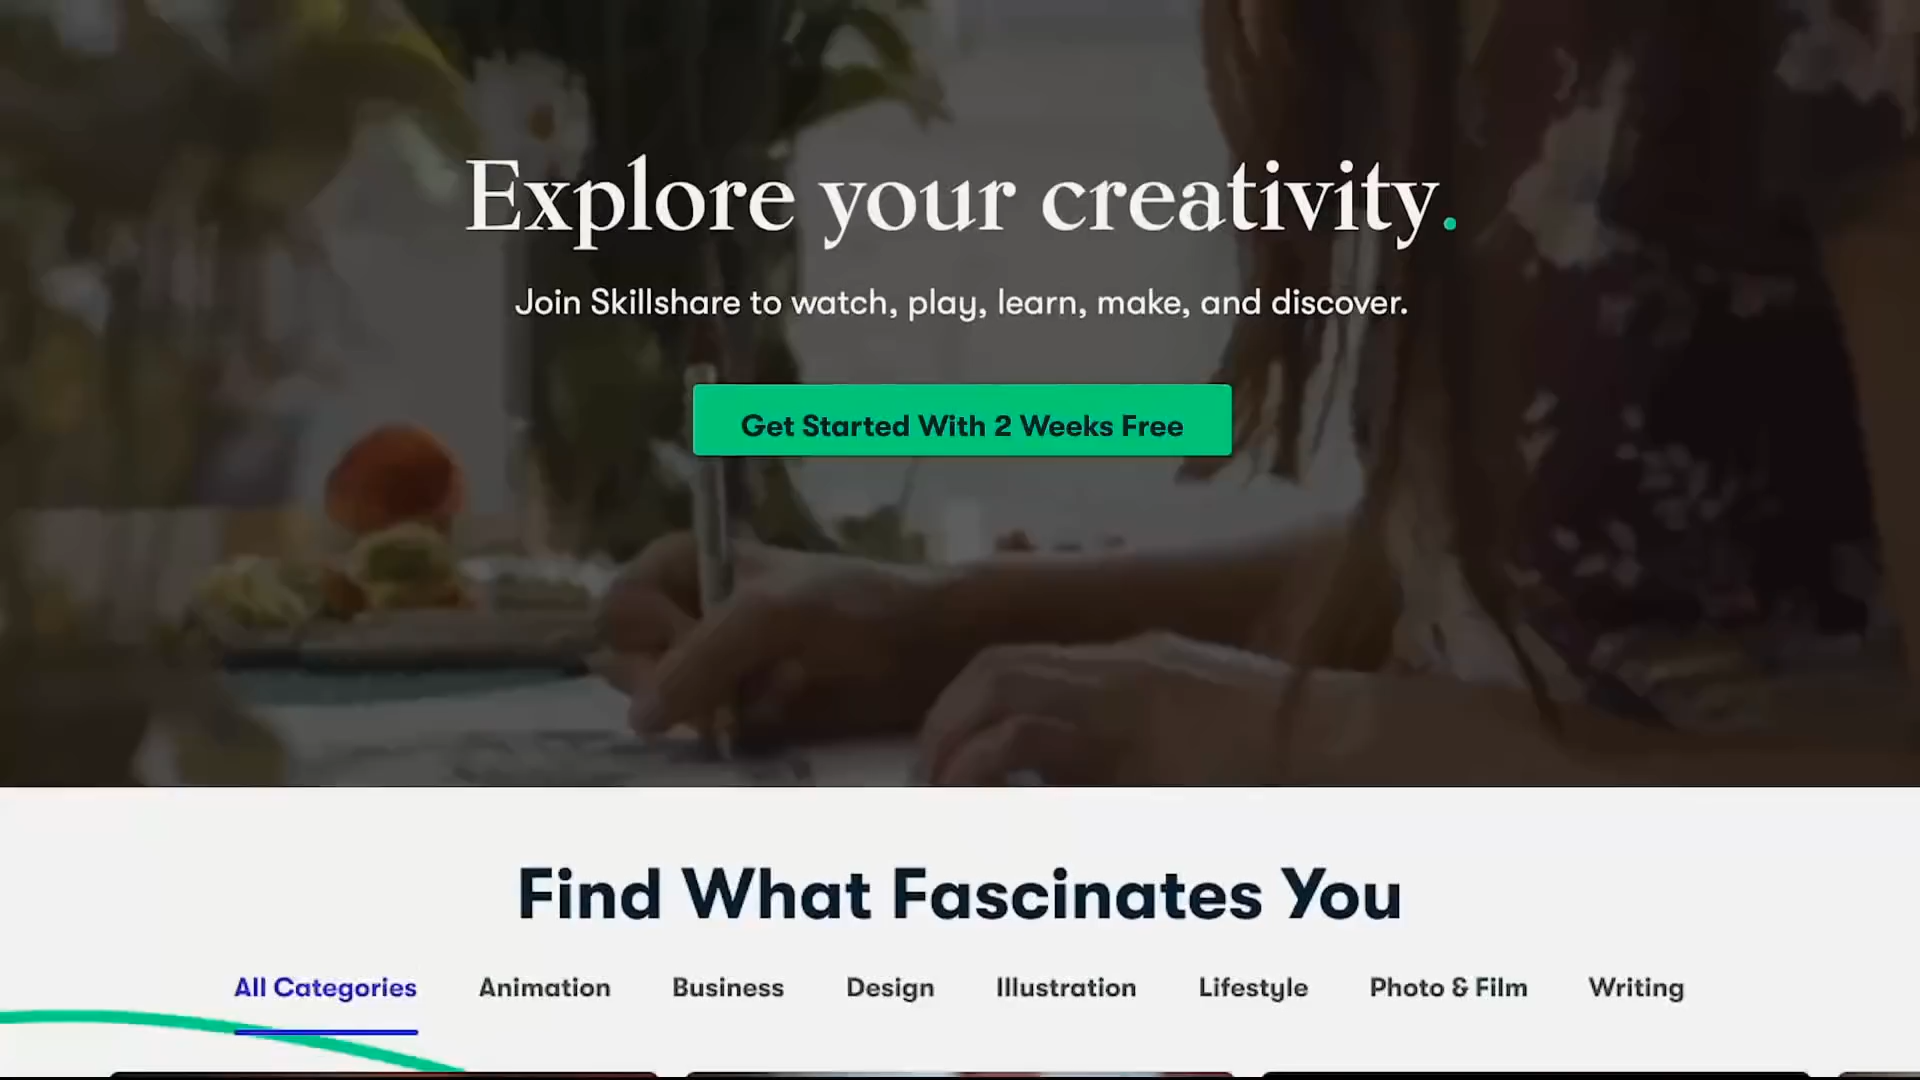 Explore your creativity.
Join Skillshare to watch, play, learn, make, and discover.
Get Started With 2 Weeks Free
Find What Fascinates You
All Categories Animation Business Design Illustration Lifestyle Photo & Film Writing